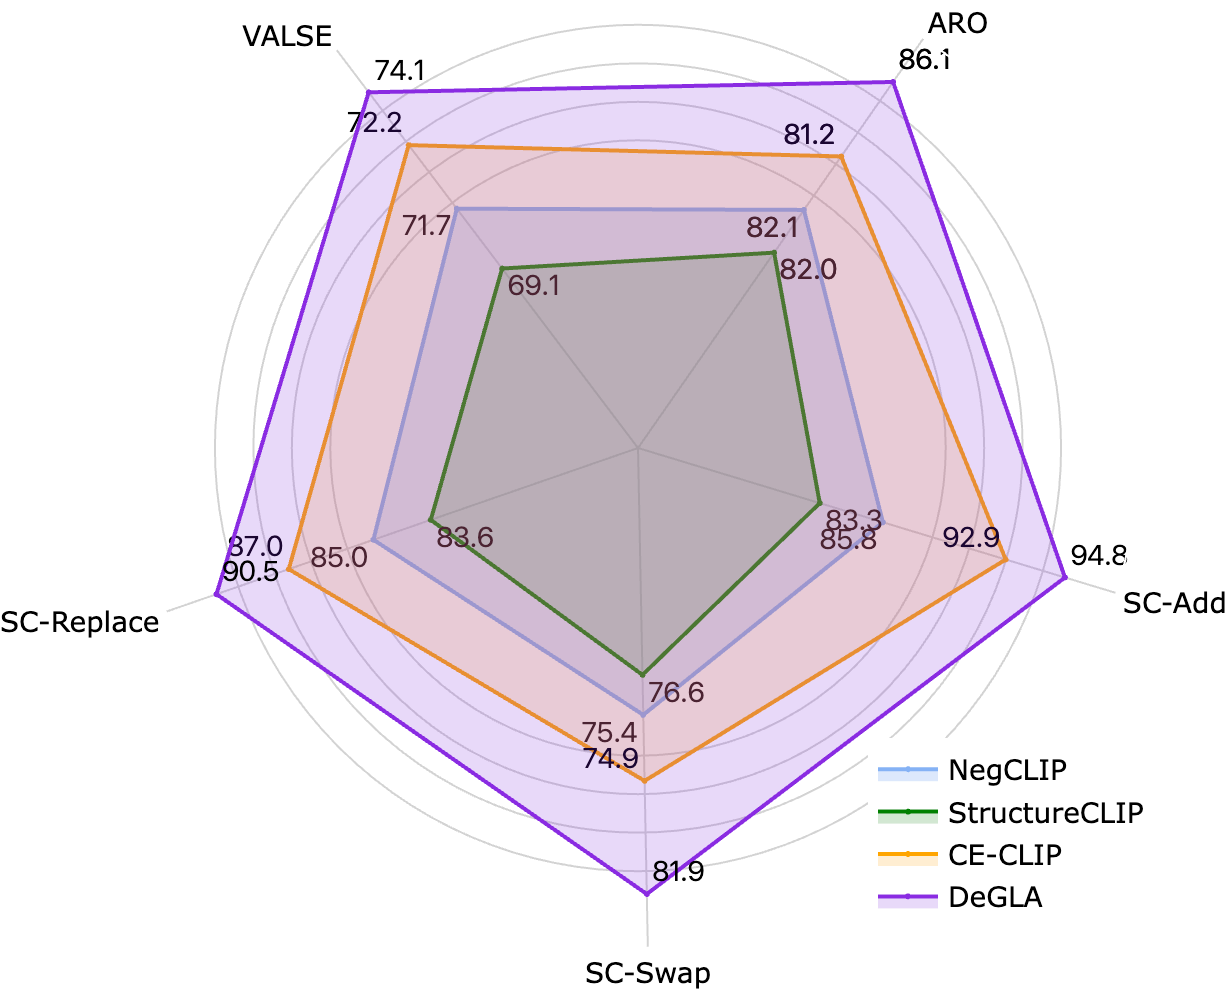 ARO
VALSE
86.1
74.1
72.2
81.2
71.7
82.1
82.0
69.1
83.3
85.8
92.9
94.8
83.6
87.0
85.0
90.5
SC-Add
SC-Replace
76.6
75.4
74.9
NegCLIP
StructureCLIP
CE-CLIP
81.9
DeGLA
SC-Swap